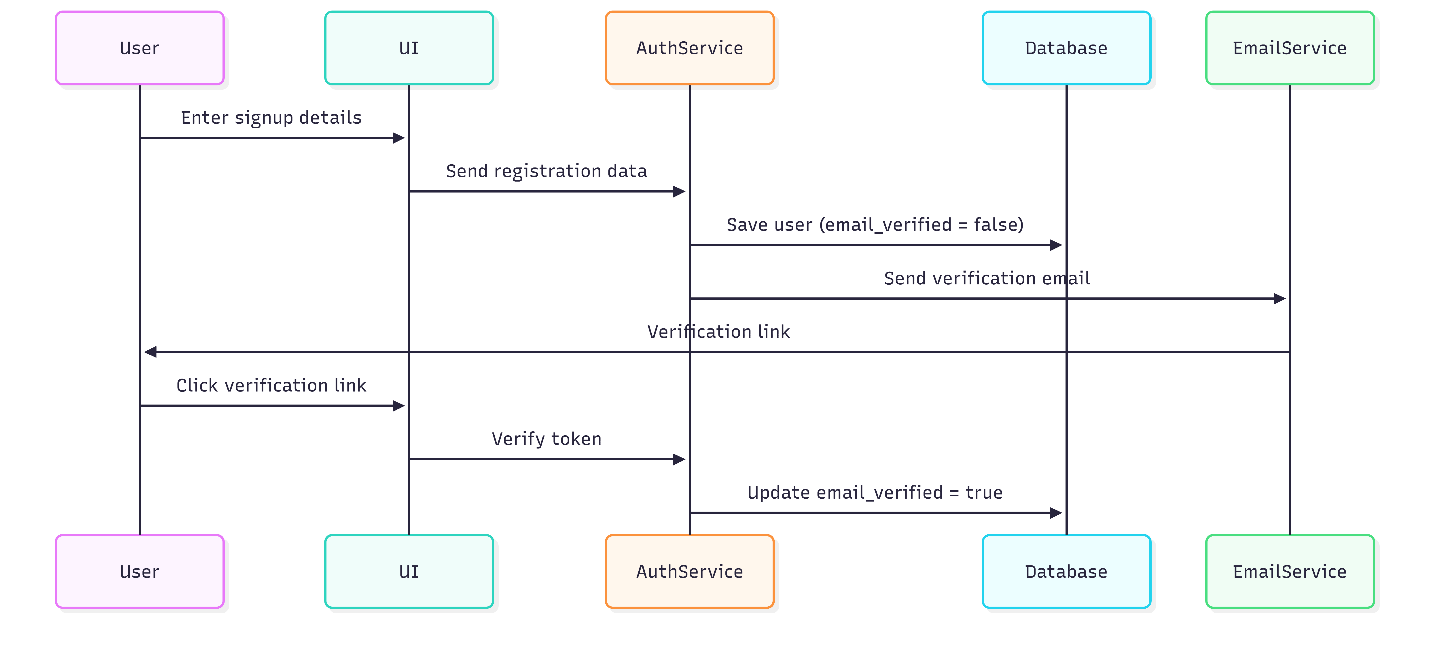 User
UI
AuthService
Database
EmailService
Enter signup details
Send registration data
Save user (email_verified = false)
Send verification email
Verification link
Click verification link
Verify token
Update email_verified = true
User
UI
AuthService
Database
EmailService